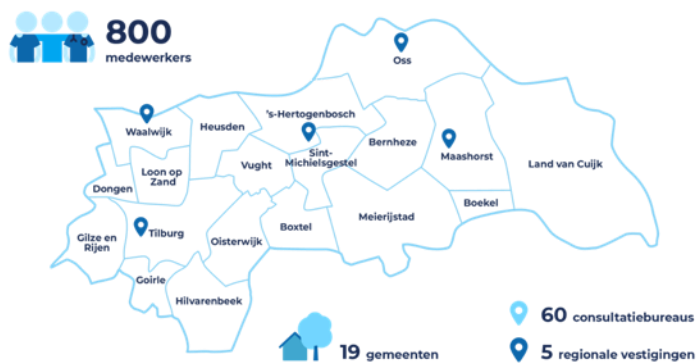 800
medewerkers
Oss
's-Hertogenbosch
Waalwijk
Heusden
Bernheze
Sint-
Michielsgestel
Maashorst
Land van Cuijk
Vught
Loon op
Zand
Dongen
Boekel
Meierijstad
Boxtel
Tilburg
Gilze en
Rijen
Oisterwijk
Goirle
Hilvarenbeek
60 consultatiebureaus
19 gemeenten
5 regionale vestigingen